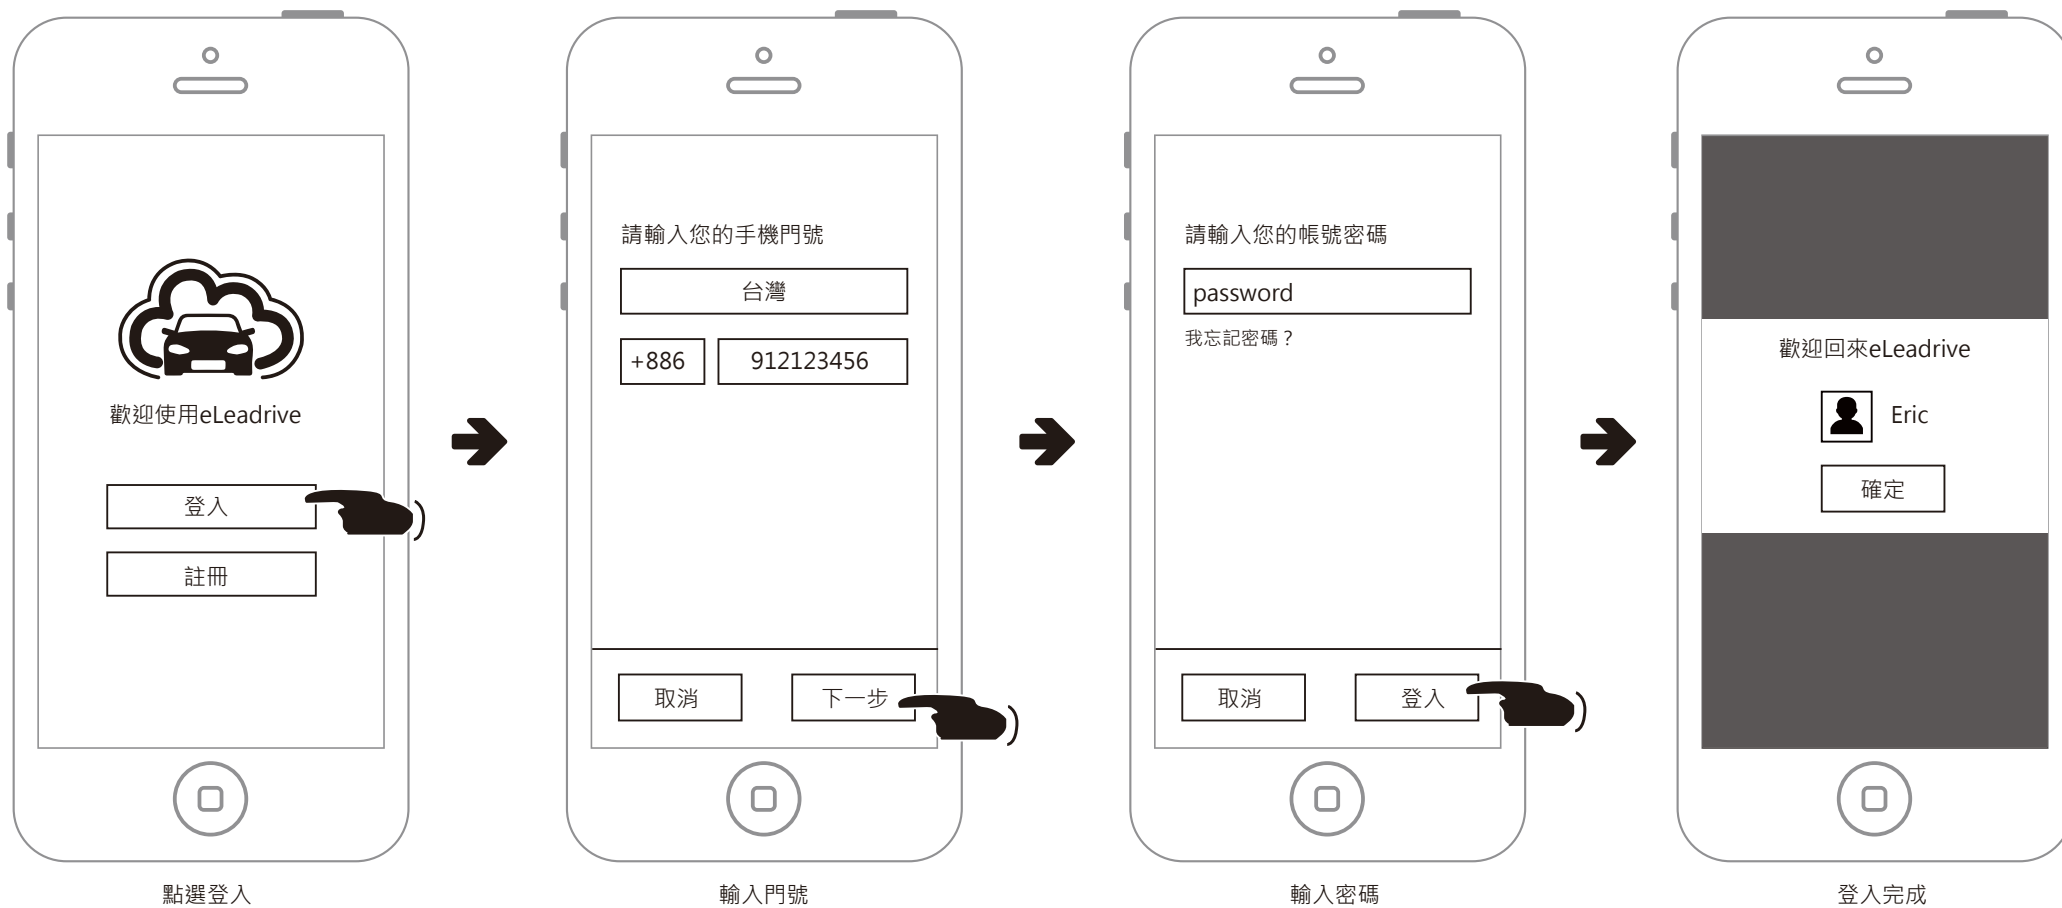 歡迎使用eLeadrive
登入
註冊
點選登入
請輸入您的手機門號
台灣
+886 912123456
取消 下一步
輸入門號
請輸入您的帳號密碼
password
我忘記密碼？
取消 登入
輸入密碼
歡迎回來eLeadrive
Eric
確定
登入完成